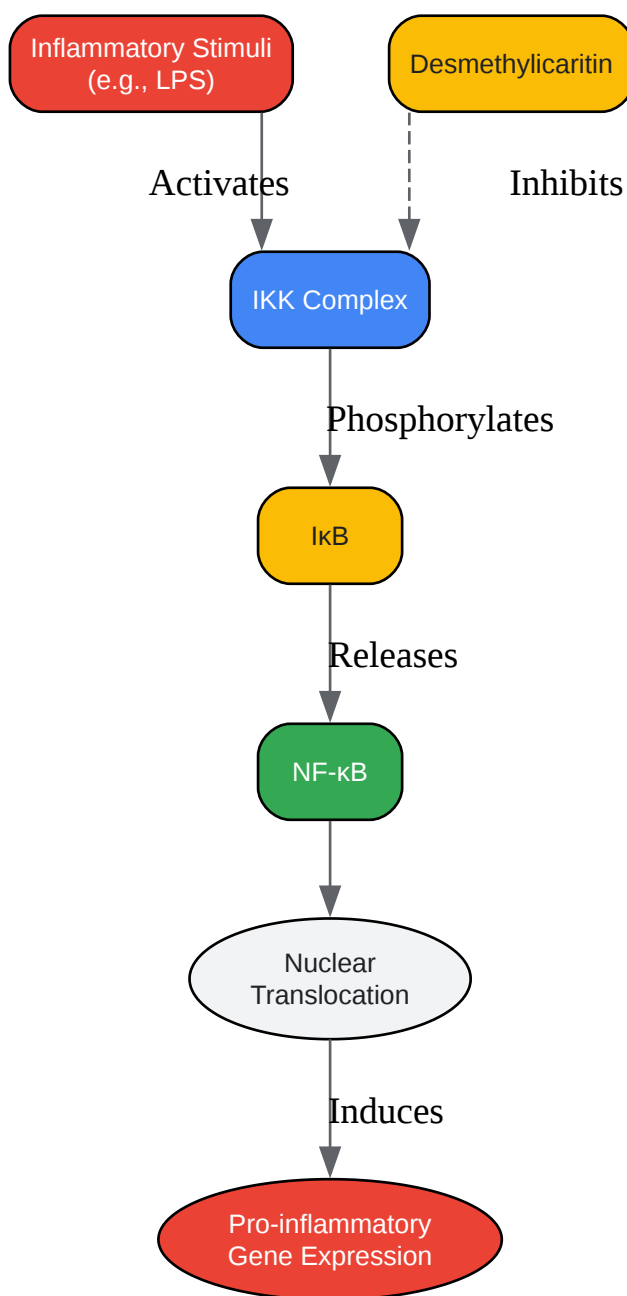 Inflammatory Stimuli
(e.g., LPS)
Desmethylicaritin
Activates
Inhibits
IKK Complex
Phosphorylates
IκB
Releases
NF-κB
Nuclear
Translocation
Induces
Pro-inflammatory
Gene Expression